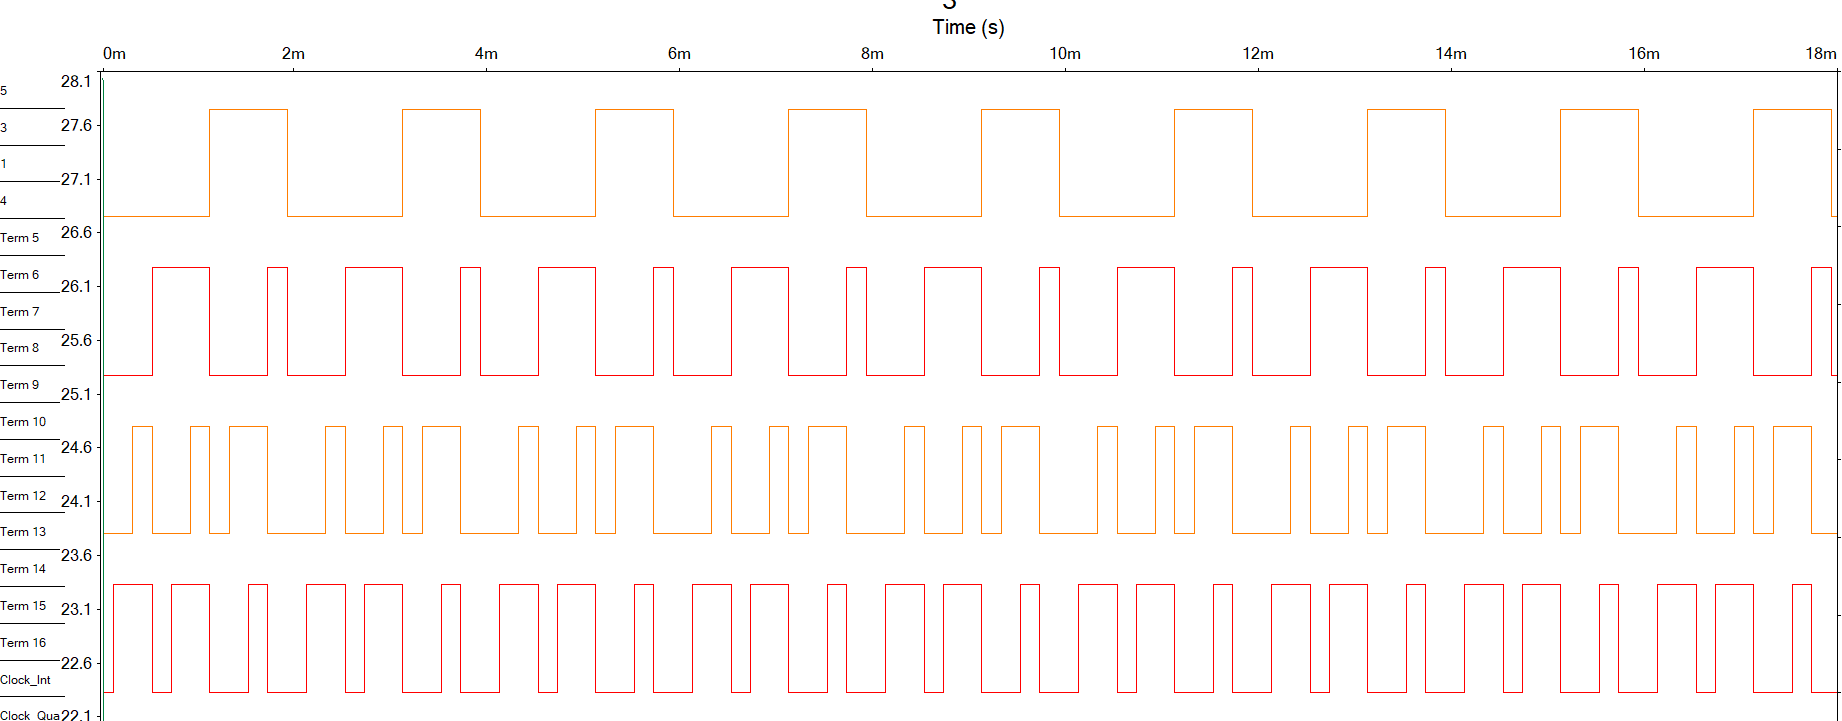 Time (s)
0m 2m 4m 6m 8m 10m 12m 14m 16m 18m
28.1
5
3
27.6
1
27.1
4
26.6
Term 5
Term 6
26.1
Term 7
25.6
Term 8
Term 9
25.1
Term 10
24.6
Term 11
Term 12
24.1
Term 13
23.6
Term 14
Term 15
23.1
Term 16
22.6
Clock_Int
Clock_Qua
22.1